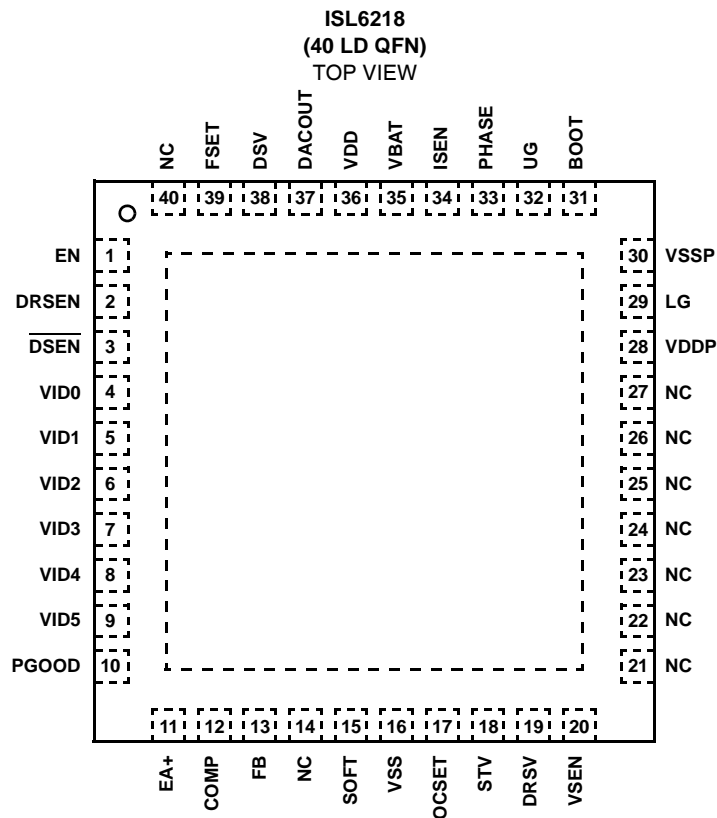 ISL6218
(40 LD QFN)
TOP VIEW
NC FSET DSV DACOUT VDD VBAT ISEN PHASE UG BOOT
40 39 38 37 36 35 34 33 32 31
EN 1 30 VSSP
DRSEN 2 29 LG
DSEN 3 28 VDDP
VID0 4 27 NC
VID1 5 26 NC
VID2 6 25 NC
VID3 7 24 NC
VID4 8 23 NC
VID5 9 22 NC
PGOOD 10 21 NC
11 12 13 14 15 16 17 18 19 20
EA+ COMP FB NC SOFT VSS OCSET STV DRSV VSEN